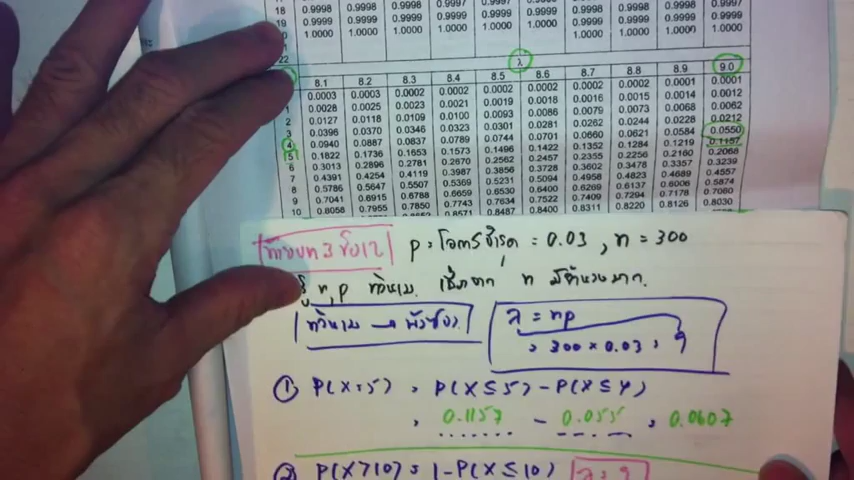 18 0.9998 0.9998 0.9998 0.9997 0.9998 0.9998 0.9997 0.9997
19 0.9999 0.9999 0.9999 0.9999 0.9999 0.9999 0.9999
1.0000 1.0000 1.0000 1.0000 1.0000 1.0000 1.0000
22
λ
8.1 8.2 8.3 8.4 8.5 8.6 8.7 8.8 8.9 9.0
0.0003 0.0003 0.0002 0.0002 0.0002 0.0002 0.0002 0.0002 0.0001 0.0001
1 0.0028 0.0025 0.0023 0.0021 0.0019 0.0018 0.0016 0.0015 0.0014 0.0012
2 0.0127 0.0118 0.0109 0.0100 0.0093 0.0086 0.0079 0.0073 0.0068 0.0062
3 0.0396 0.0370 0.0346 0.0323 0.0301 0.0281 0.0262 0.0244 0.0228 0.0212
4 0.0940 0.0887 0.0837 0.0789 0.0744 0.0701 0.0660 0.0621 0.0584 0.0550
5 0.1822 0.1736 0.1653 0.1573 0.1496 0.1422 0.1352 0.1284 0.1219 0.1157
6 0.3013 0.2896 0.2781 0.2670 0.2562 0.2457 0.2355 0.2256 0.2160 0.2068
7 0.4391 0.4254 0.4119 0.3987 0.3856 0.3728 0.3602 0.3478 0.3357 0.3239
8 0.5786 0.5647 0.5507 0.5369 0.5231 0.5094 0.4958 0.4823 0.4689 0.4557
9 0.7041 0.6915 0.6788 0.6659 0.6530 0.6400 0.6269 0.6137 0.6006 0.5874
10 0.8058 0.7955 0.7850 0.7743 0.7634 0.7522 0.7409 0.7294 0.7178 0.7060
0.8571 0.8487 0.8400 0.8311 0.8220 0.8126 0.8030
ท้ายบท 3 ข้อ 12 p = โอกาสชำรุด = 0.03 , n = 300
รู้ n, p ทวินาม. n มีจำนวนมาก.
ทวินาม → ปัวซอง λ = np
= 300 × 0.03 = 9
① P(X=5) = P(X≤5) - P(X≤4)
= 0.1157 - 0.055 = 0.0607
② P(X>10) = 1-P(X≤10) λ = 9